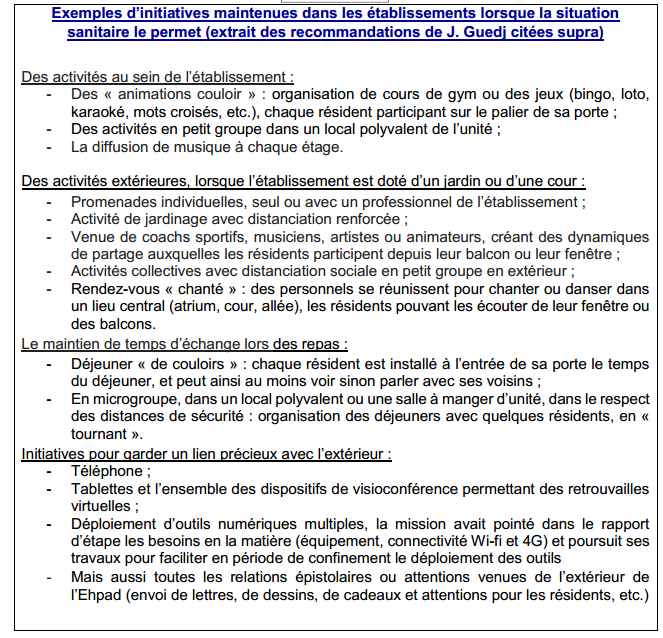 Exemples d'initiatives maintenues dans les établissements lorsque la situation
sanitaire le permet (extrait des recommandations de J. Guedj citées supra)
Des activités au sein de l'établissement :
- Des « animations couloir » : organisation de cours de gym ou des jeux (bingo, loto,
karaoké, mots croisés, etc.), chaque résident participant sur le palier de sa porte ;
- Des activités en petit groupe dans un local polyvalent de l'unité ;
- La diffusion de musique à chaque étage.
Des activités extérieures, lorsque l'établissement est doté d'un jardin ou d'une cour :
- Promenades individuelles, seul ou avec un professionnel de l'établissement ;
- Activité de jardinage avec distanciation renforcée ;
- Venue de coachs sportifs, musiciens, artistes ou animateurs, créant des dynamiques
de partage auxquelles les résidents participent depuis leur balcon ou leur fenêtre ;
- Activités collectives avec distanciation sociale en petit groupe en extérieur ;
- Rendez-vous « chanté » : des personnels se réunissent pour chanter ou danser dans
un lieu central (atrium, cour, allée), les résidents pouvant les écouter de leur fenêtre ou
des balcons.
Le maintien de temps d'échange lors des repas :
- Déjeuner « de couloirs » : chaque résident est installé à l'entrée de sa porte le temps
du déjeuner, et peut ainsi au moins voir sinon parler avec ses voisins ;
- En microgroupe, dans un local polyvalent ou une salle à manger d'unité, dans le respect
des distances de sécurité : organisation des déjeuners avec quelques résidents, en «
tournant ».
Initiatives pour garder un lien précieux avec l'extérieur :
- Téléphone ;
- Tablettes et l'ensemble des dispositifs de visioconférence permettant des retrouvailles
virtuelles ;
- Déploiement d'outils numériques multiples, la mission avait pointé dans le rapport
d'étape les besoins en la matière (équipement, connectivité Wi-fi et 4G) et poursuit ses
travaux pour faciliter en période de confinement le déploiement des outils
- Mais aussi toutes les relations épistolaires ou attentions venues de l'extérieur de
l'Ehpad (envoi de lettres, de dessins, de cadeaux et attentions pour les résidents, etc.)